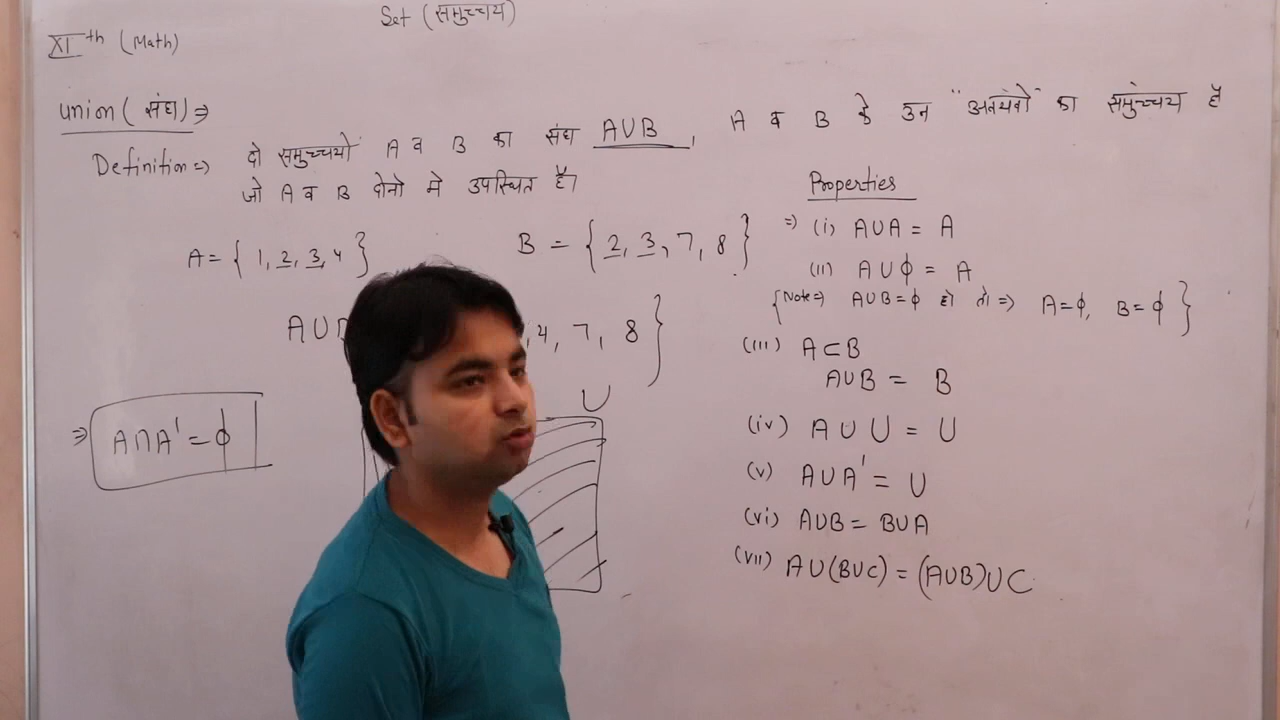 Set (समुच्चय)
XI th (Math)
union (संघ) ⇒
Definition ⇒ दो समुच्चयों A व B का संघ A∪B, A व B के उन "अवयवों" का समुच्चय है
जो A व B दोनो मे उपस्थित है।
A = { 1, 2, 3, 4 }
B = { 2, 3, 7, 8 }
A∪
, 4, 7, 8 }
U
⇒ A∩A' = ϕ
Properties
⇒ (i) A∪A = A
(ii) A∪ϕ = A
{ Note ⇒ A∪B = ϕ हो तो ⇒ A = ϕ, B = ϕ }
(iii) A⊂B
A∪B = B
(iv) A ∪ U = U
(v) A∪A' = U
(vi) A∪B = B∪A
(vii) A∪(B∪C) = (A∪B)∪C